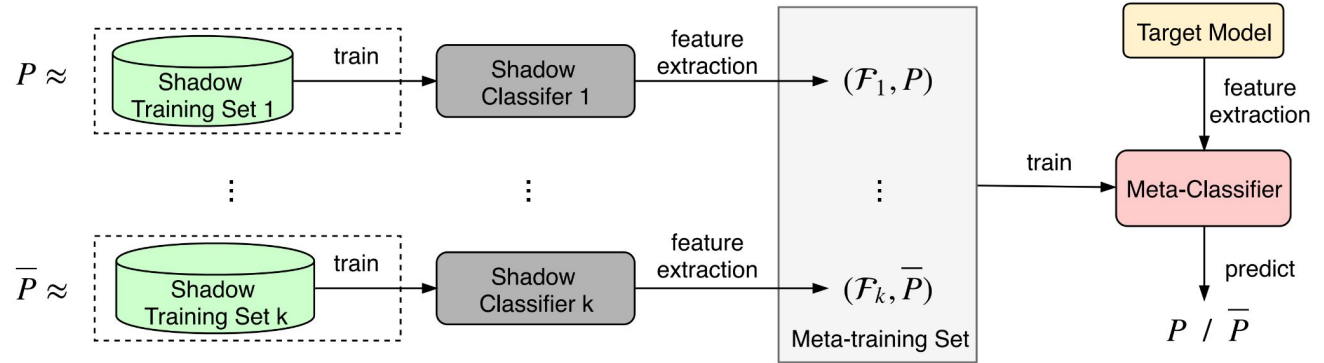 P ≈
Shadow
Training Set 1
train
Shadow
Classifer 1
feature
extraction
(ℱ₁, P)
Target Model
feature
extraction
⋮
⋮
⋮
train
Meta-Classifier
P̅ ≈
Shadow
Training Set k
train
Shadow
Classifier k
feature
extraction
(ℱₖ, P̅)
Meta-training Set
predict
P / P̅